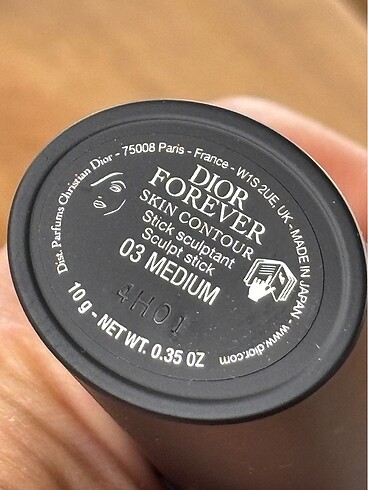 Dist. Parfums Christian Dior - 75008 Paris - France - W1S 2UE. UK - MADE IN JAPAN - www.dior.com
DIOR
FOREVER
SKIN CONTOUR
Stick sculptant
Sculpt stick
03 MEDIUM
4H01
10 g - NET WT. 0.35 OZ